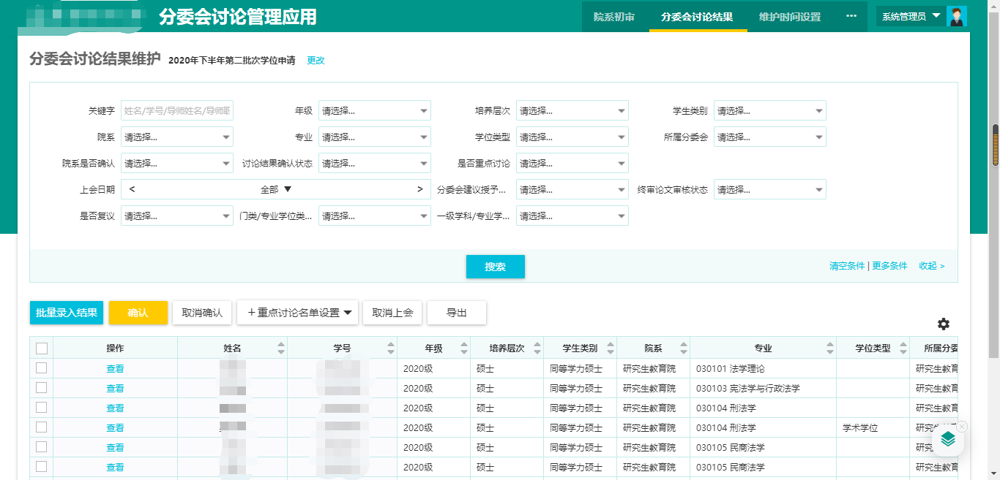 分委会讨论管理应用
院系初审 分委会讨论结果 维护时间设置 ··· 系统管理员
分委会讨论结果维护 2020年下半年第二批次学位申请 更改
关键字 姓名/学号/导师姓名/导师职 年级 请选择... 培养层次 请选择... 学生类别 请选择...
院系 请选择... 专业 请选择... 学位类型 请选择... 所属分委会 请选择...
院系是否确认 请选择... 讨论结果确认状态 请选择... 是否重点讨论 请选择...
上会日期 < 全部 ▼ > 分委会建议授予... 请选择... 终审论文审核状态 请选择...
是否复议 请选择... 门类/专业学位类... 请选择... 一级学科/专业学... 请选择...
搜索 清空条件 | 更多条件 收起 >
批量录入结果 确认 取消确认 ＋重点讨论名单设置 取消上会 导出
操作 姓名 学号 年级 培养层次 学生类别 院系 专业 学位类型 所属分委
查看 2020级 硕士 同等学力硕士 研究生教育院 030101 法学理论 研究生教育
查看 2020级 硕士 同等学力硕士 研究生教育院 030103 宪法学与行政法学 研究生教育
查看 2020级 硕士 同等学力硕士 研究生教育院 030104 刑法学 研究生教育
查看 2020级 硕士 同等学力硕士 研究生教育院 030104 刑法学 学术学位 研究生教育
查看 2020级 硕士 同等学力硕士 研究生教育院 030105 民商法学 研究
查看 2020级 硕士 同等学力硕士 研究生教育院 030105 民商法学 研究生教育